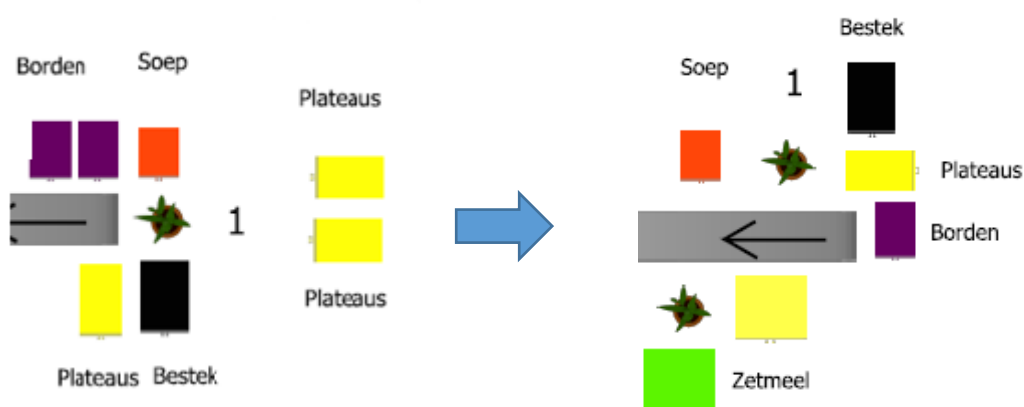 Borden
Soep
Plateaus
1
Plateaus
Plateaus
Bestek
Bestek
Soep
1
Plateaus
Borden
Zetmeel